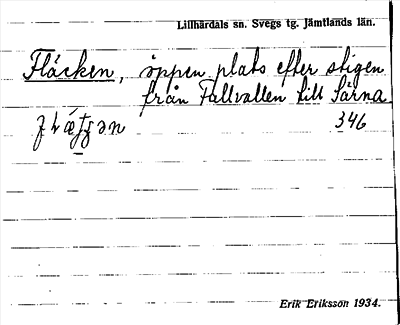 Lillhärdals sn. Svegs tg. Jämtlands län.
Fläcken, öppen plats efter stigen
från Fallvallen till Särna
346
Erik Eriksson 1934.